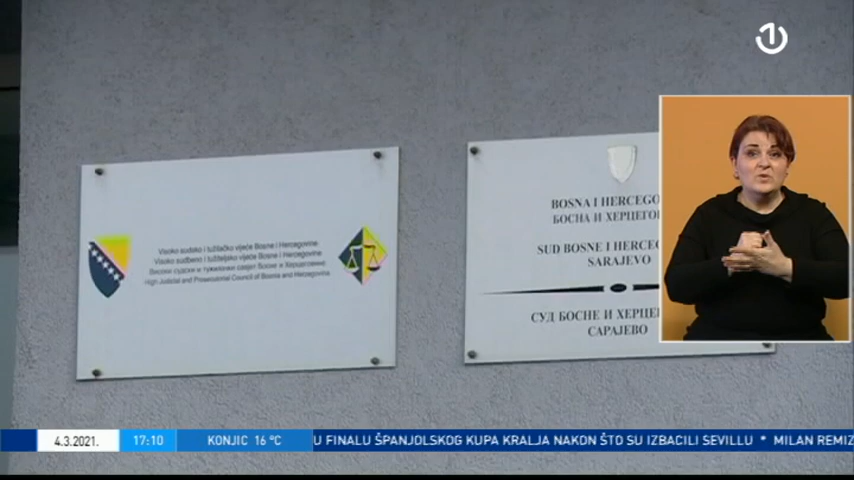 Visoko sudsko i tužilačko vijeće Bosne i Hercegovine
Visoko sudbeno i tužiteljsko vijeće Bosne i Hercegovine
Високи судски и тужилачки савјет Босне и Херцеговине
High Judicial and Prosecutorial Council of Bosnia and Herzegovina
BOSNA I HERCEGO
БОСНА И ХЕРЦЕГО
SUD BOSNE I HERCEG
SARAJEVO
СУД БОСНЕ И ХЕРЦЕ
САРАЈЕВО
4.3.2021. 17:10 KONJIC 16 °C U FINALU ŠPANJOLSKOG KUPA KRALJA NAKON ŠTO SU IZBACILI SEVILLU * MILAN REMIZ